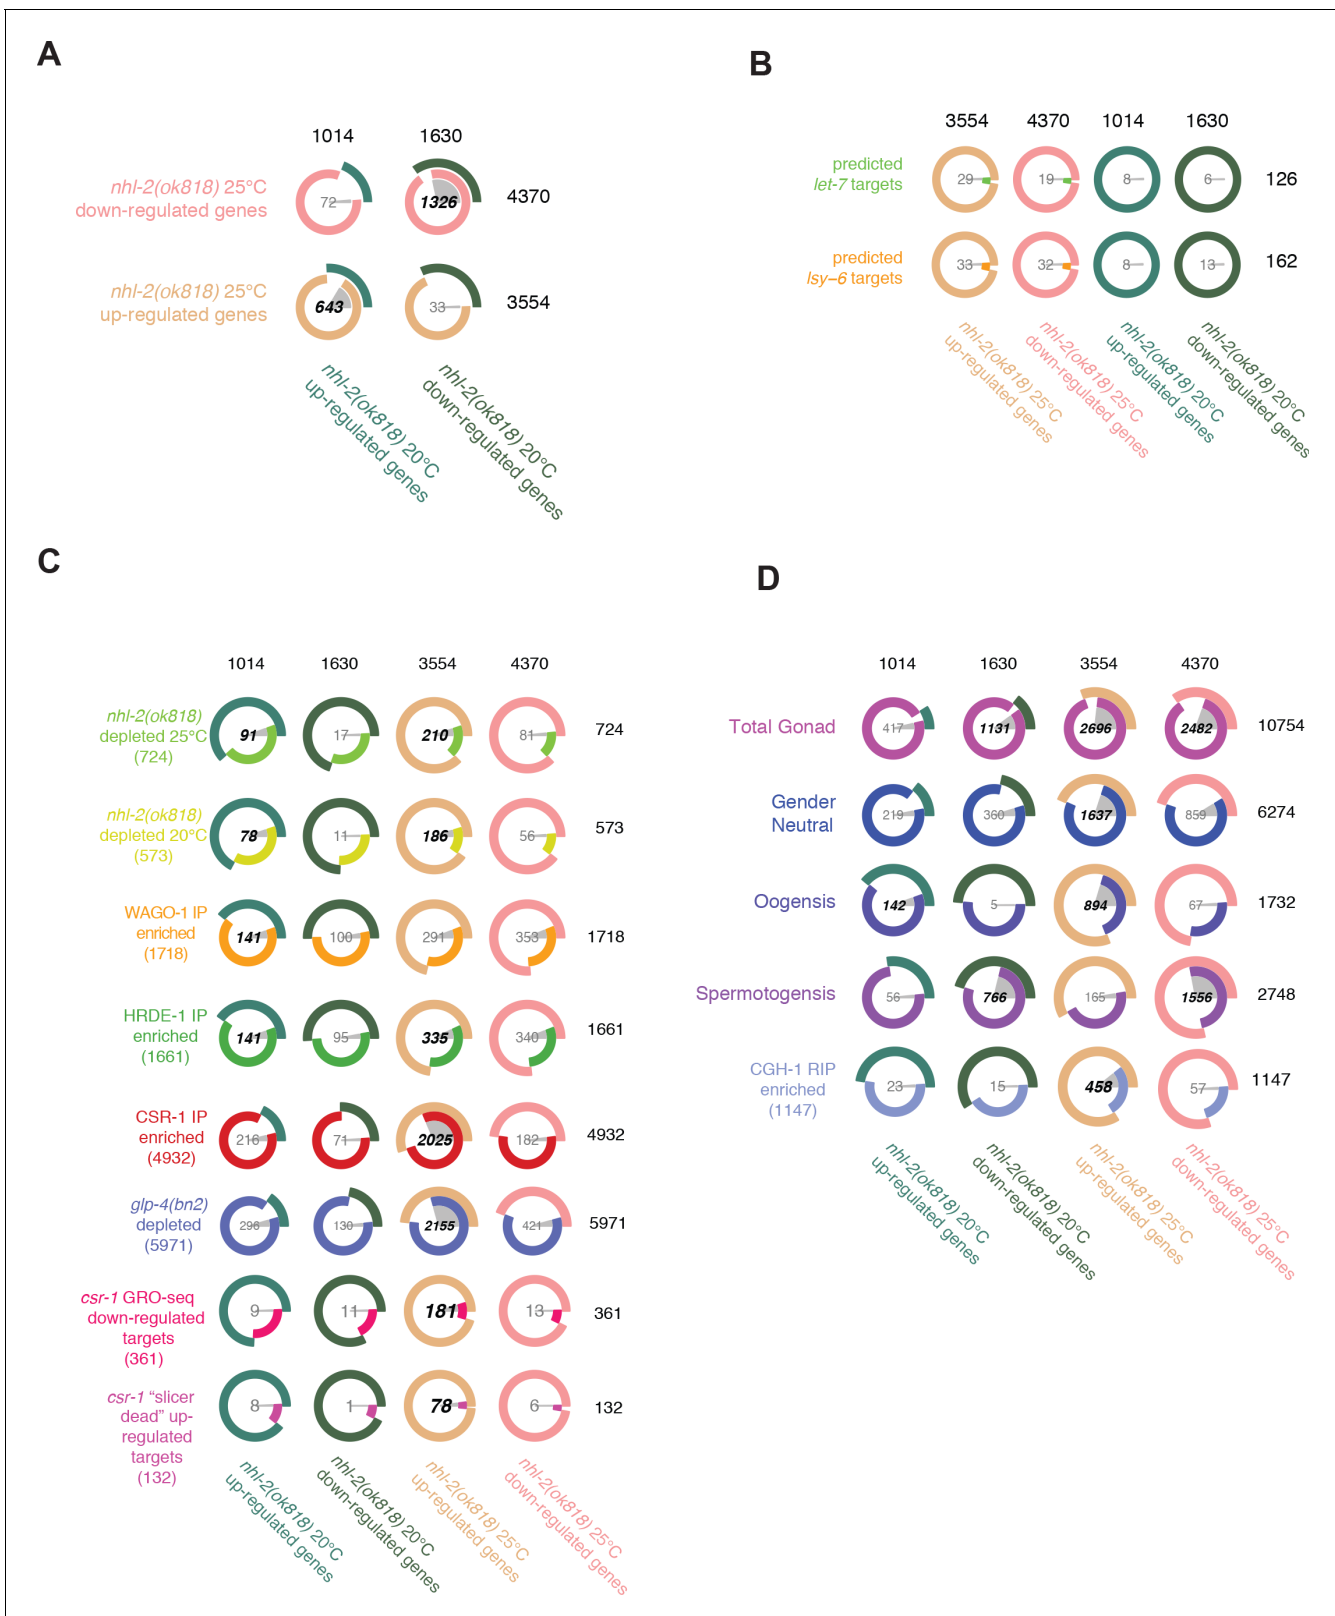 A
1014 1630
nhl-2(ok818) 25°C
down-regulated genes
72 1326 4370
nhl-2(ok818) 25°C
up-regulated genes
643 33 3554
nhl-2(ok818) 20°C
up-regulated genes
nhl-2(ok818) 20°C
down-regulated genes
B
3554 4370 1014 1630
predicted
let-7 targets
29 19 8 6 126
predicted
lsy–6 targets
33 32 8 13 162
nhl-2(ok818) 25°C
up-regulated genes
nhl-2(ok818) 25°C
down-regulated genes
nhl-2(ok818) 20°C
up-regulated genes
nhl-2(ok818) 20°C
down-regulated genes
C
1014 1630 3554 4370
nhl-2(ok818)
depleted 25°C
(724)
91 17 210 81 724
nhl-2(ok818)
depleted 20°C
(573)
78 11 186 56 573
WAGO-1 IP
enriched
(1718)
141 100 291 353 1718
HRDE-1 IP
enriched
(1661)
141 95 335 340 1661
CSR-1 IP
enriched
(4932)
216 71 2025 182 4932
glp-4(bn2)
depleted
(5971)
296 130 2155 421 5971
csr-1 GRO-seq
down-regulated
targets
(361)
9 11 181 13 361
csr-1 “slicer
dead” up-
regulated
targets
(132)
8 1 78 6 132
nhl-2(ok818) 20°C
up-regulated genes
nhl-2(ok818) 20°C
down-regulated genes
nhl-2(ok818) 25°C
up-regulated genes
nhl-2(ok818) 25°C
down-regulated genes
D
1014 1630 3554 4370
Total Gonad
417 1131 2696 2482 10754
Gender
Neutral
219 360 1637 859 6274
Oogensis
142 5 894 67 1732
Spermotogensis
56 766 165 1556 2748
CGH-1 RIP
enriched
(1147)
23 15 458 57 1147
nhl-2(ok818) 20°C
up-regulated genes
nhl-2(ok818) 20°C
down-regulated genes
nhl-2(ok818) 25°C
up-regulated genes
nhl-2(ok818) 25°C
down-regulated genes